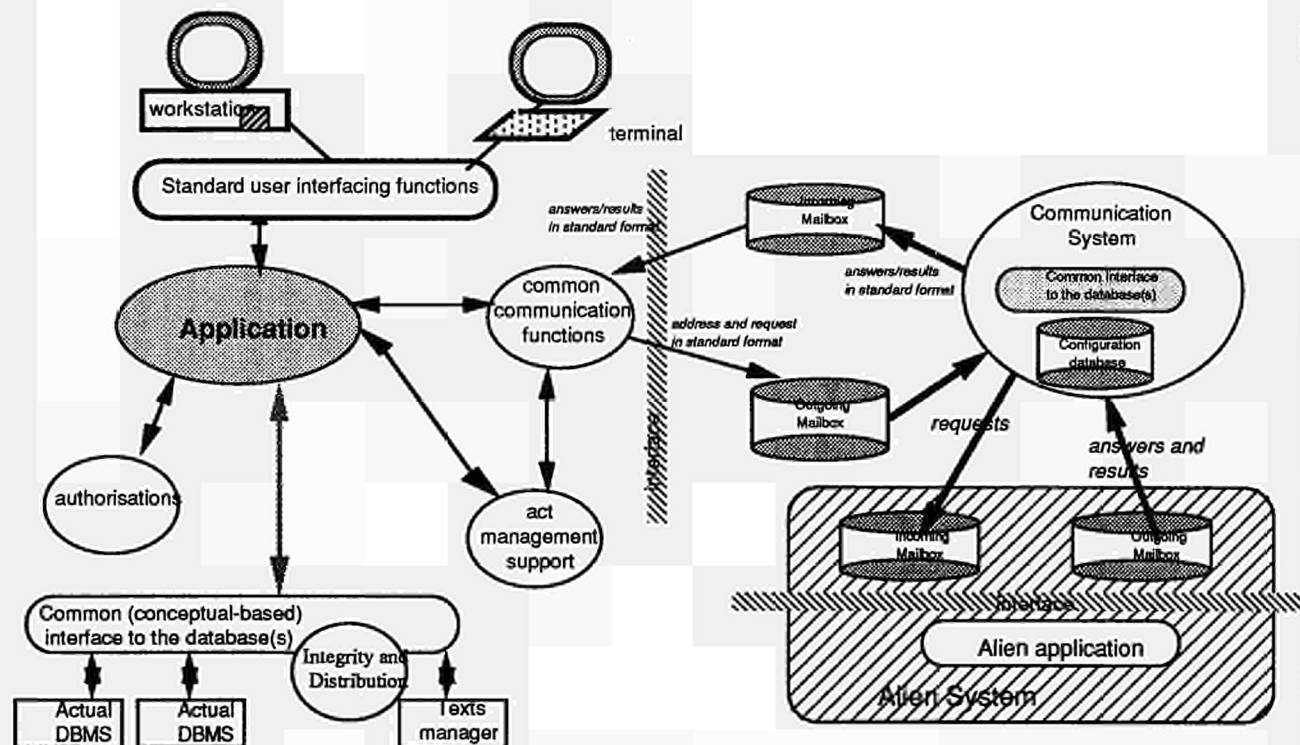 workstation
terminal
Standard user interfacing functions
answers/results
in standard format
Incoming
Mailbox
Communication
System
answers/results
in standard format
Common Interface
to the database(s)
common
communication
functions
Application
address and request
in standard format
Configuration
database
Outgoing
Mailbox
requests
interface
answers and
results
authorisations
act
management
support
Incoming
Mailbox
Outgoing
Mailbox
interface
Common (conceptual-based)
interface to the database(s)
Integrity and
Distribution
Alien application
Alien System
Actual
DBMS
Actual
DBMS
Texts
manager